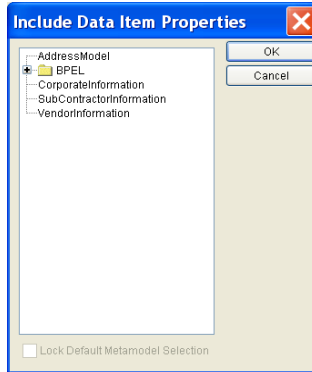 Include Data Item Properties
AddressModel
BPEL
CorporateInformation
SubContractorInformation
VendorInformation
OK
Cancel
Lock Default Metamodel Selection